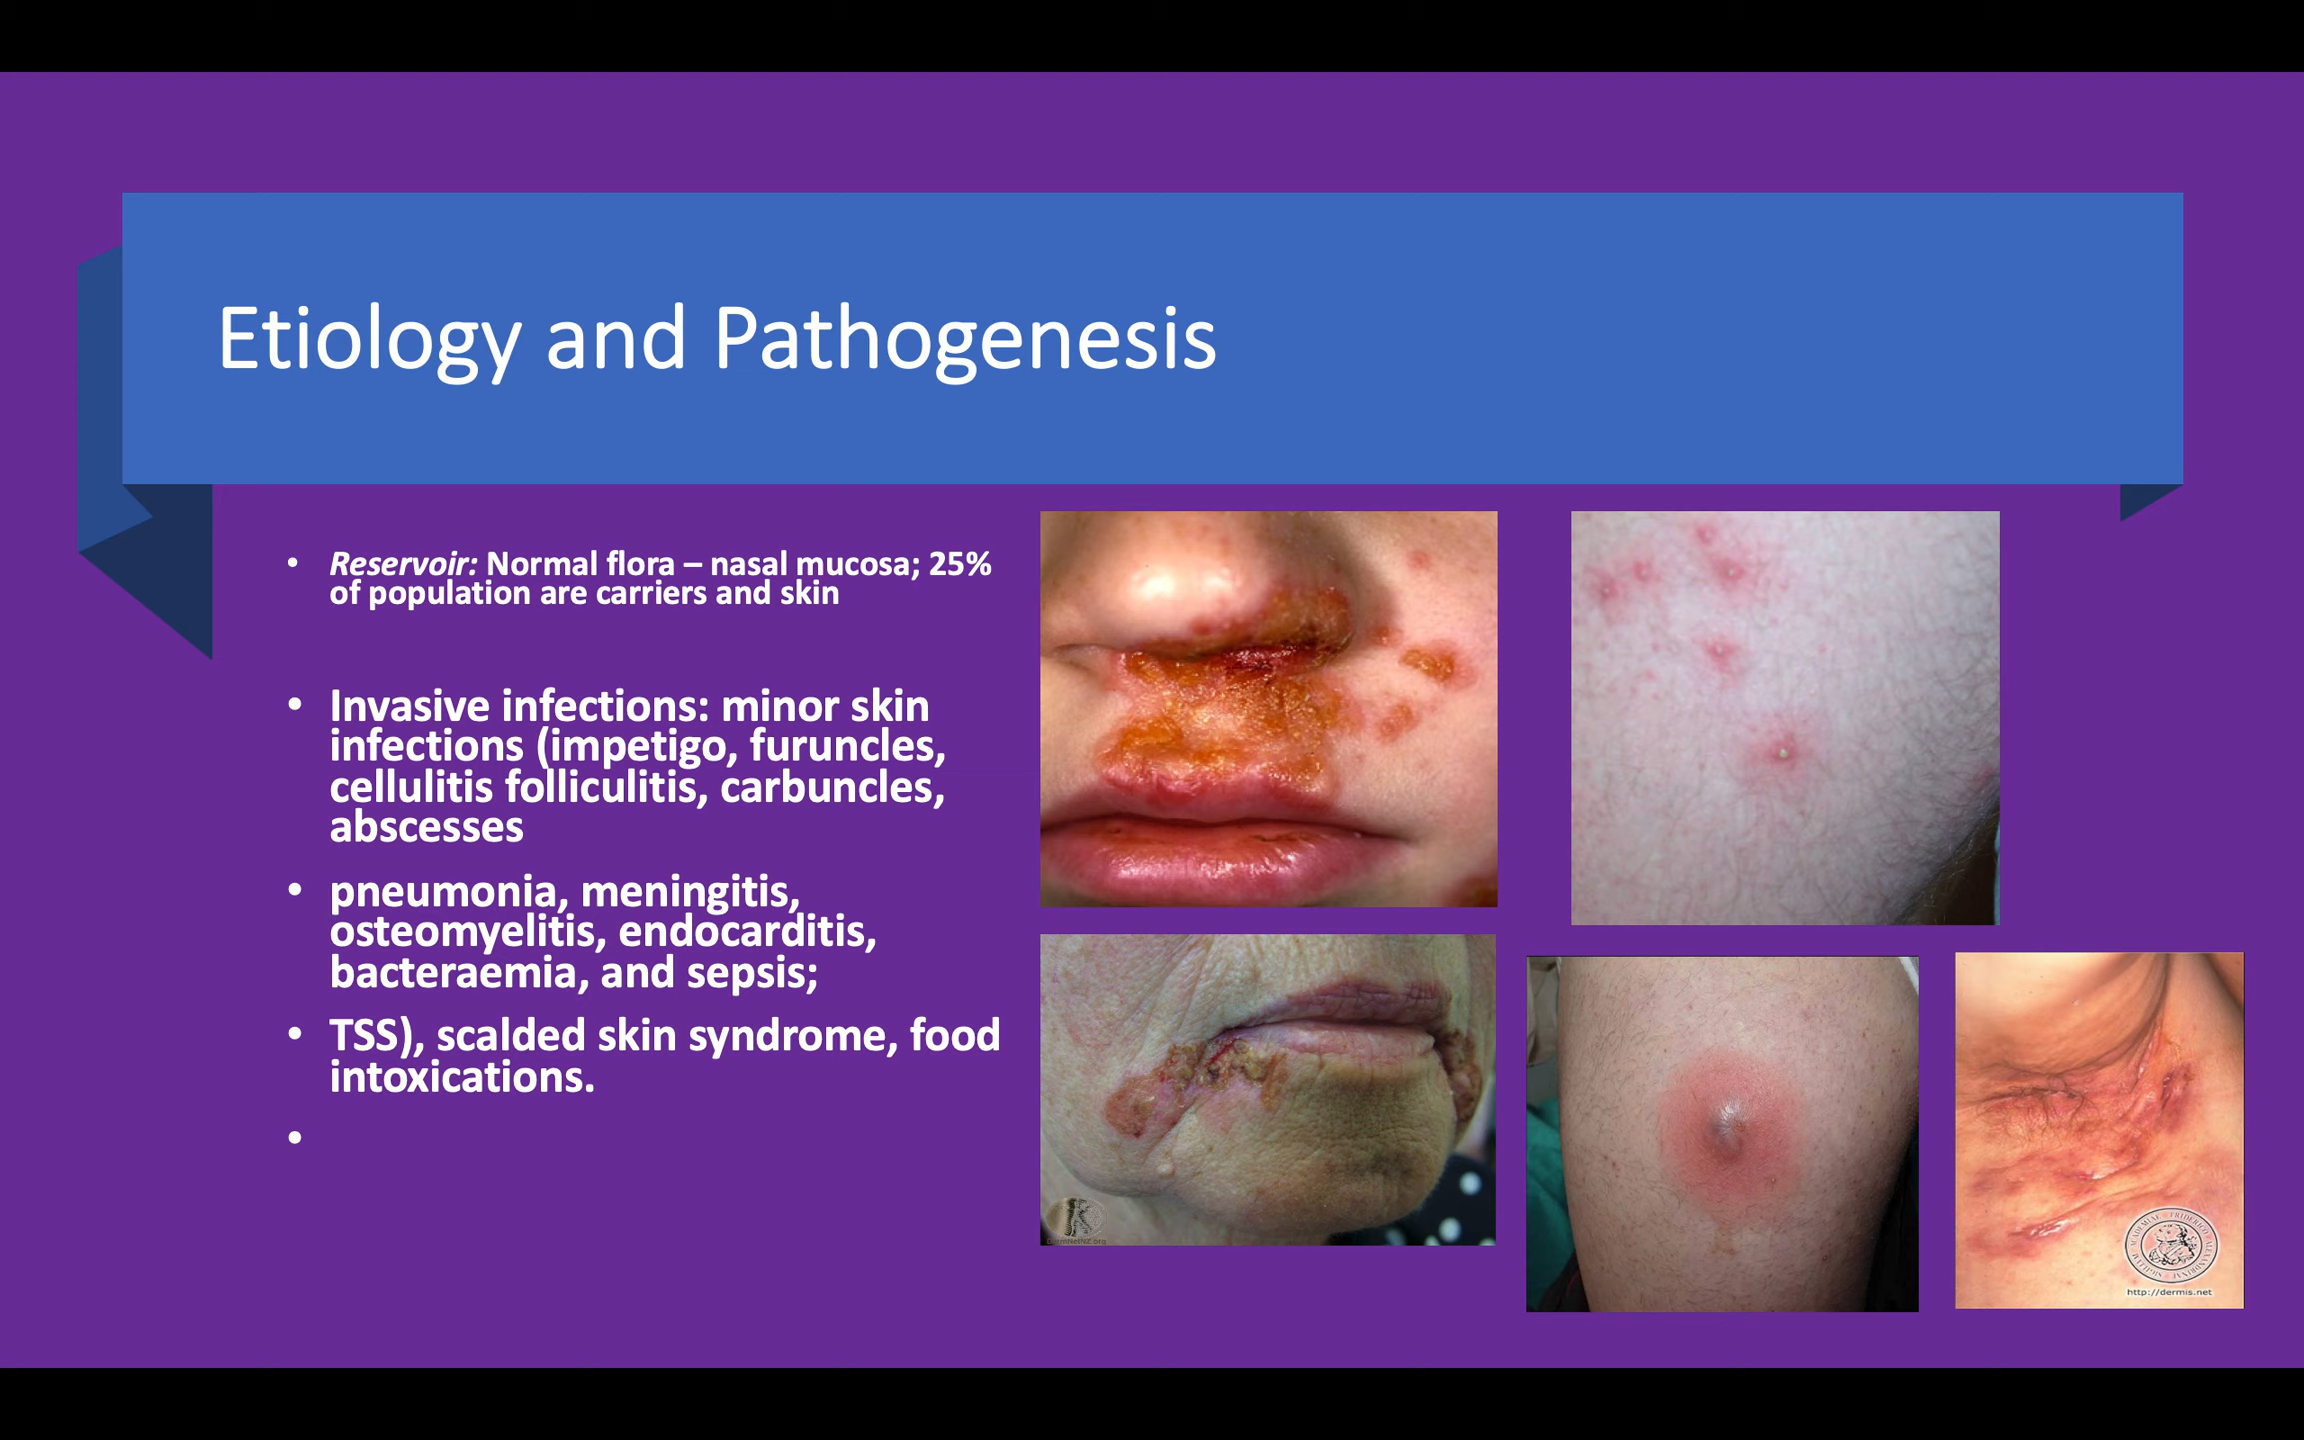 Etiology and Pathogenesis
• Reservoir: Normal flora – nasal mucosa; 25%
of population are carriers and skin
• Invasive infections: minor skin
infections (impetigo, furuncles,
cellulitis folliculitis, carbuncles,
abscesses
• pneumonia, meningitis,
osteomyelitis, endocarditis,
bacteraemia, and sepsis;
• TSS), scalded skin syndrome, food
intoxications.
•
http://dermis.net